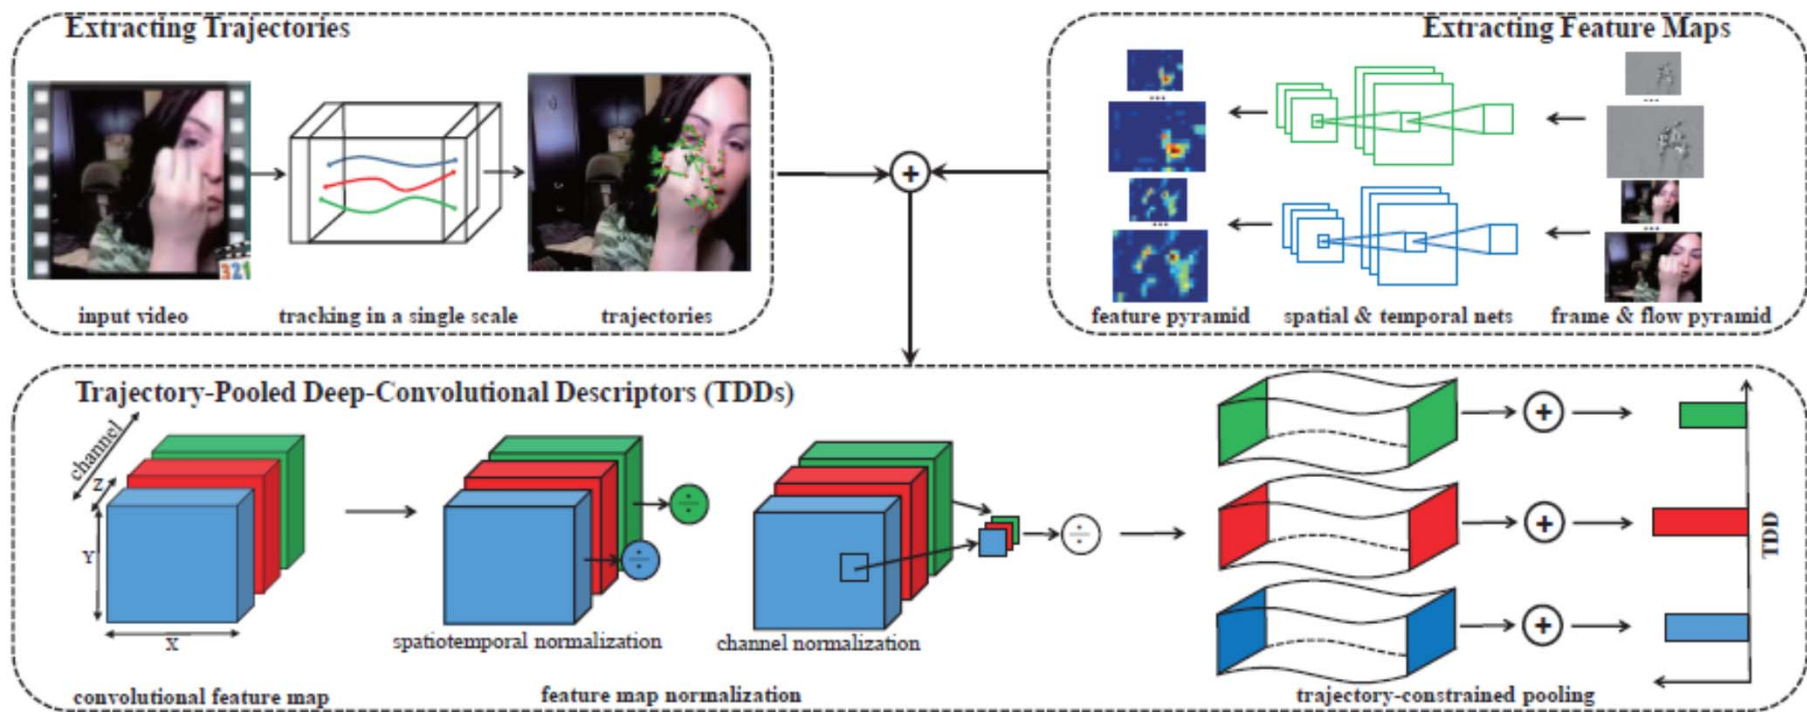 Extracting Trajectories
321
input video
tracking in a single scale
trajectories
+
Extracting Feature Maps
...
...
...
...
feature pyramid
spatial & temporal nets
frame & flow pyramid
Trajectory-Pooled Deep-Convolutional Descriptors (TDDs)
channel
Z
Y
X
convolutional feature map
÷
÷
spatiotemporal normalization
÷
channel normalization
feature map normalization
+
+
+
trajectory-constrained pooling
TDD